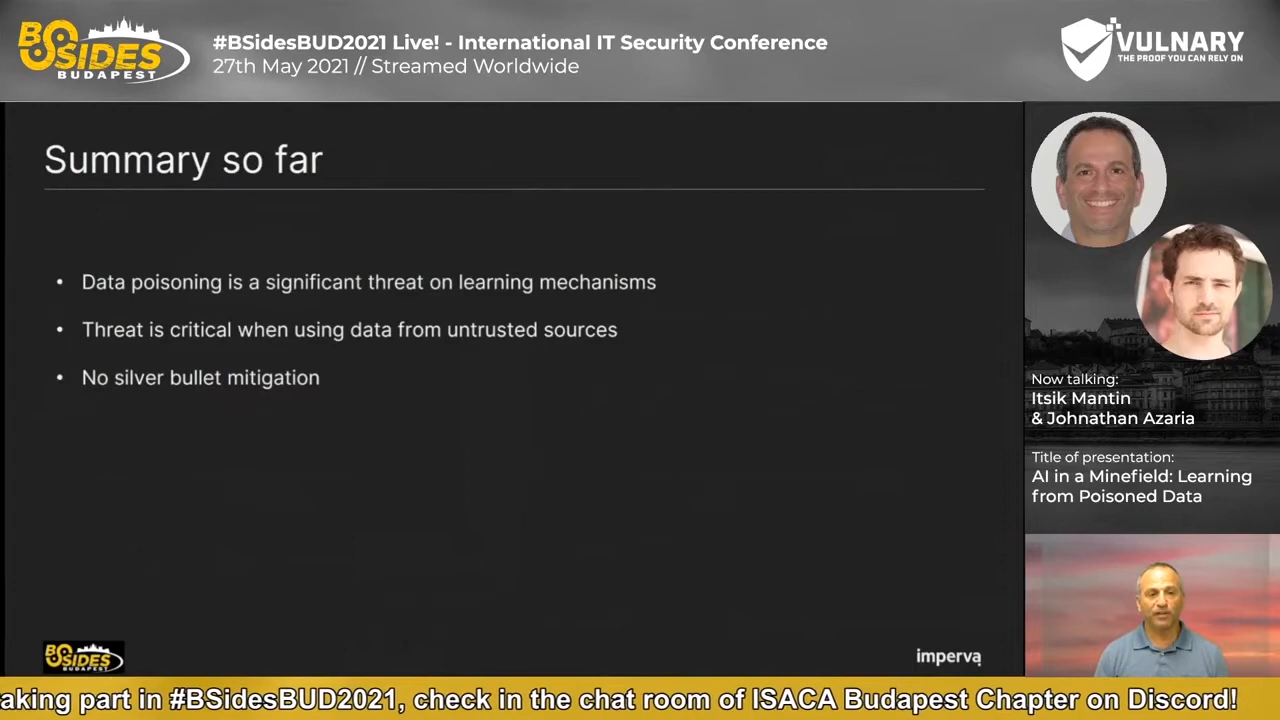 BSIDES
BUDAPEST
#BSidesBUD2021 Live! - International IT Security Conference
27th May 2021 // Streamed Worldwide
VULNARY
THE PROOF YOU CAN RELY ON
Summary so far
• Data poisoning is a significant threat on learning mechanisms
• Threat is critical when using data from untrusted sources
• No silver bullet mitigation
Now talking:
Itsik Mantin
& Johnathan Azaria
Title of presentation:
AI in a Minefield: Learning
from Poisoned Data
BSIDES
BUDAPEST
imperva
aking part in #BSidesBUD2021, check in the chat room of ISACA Budapest Chapter on Discord!